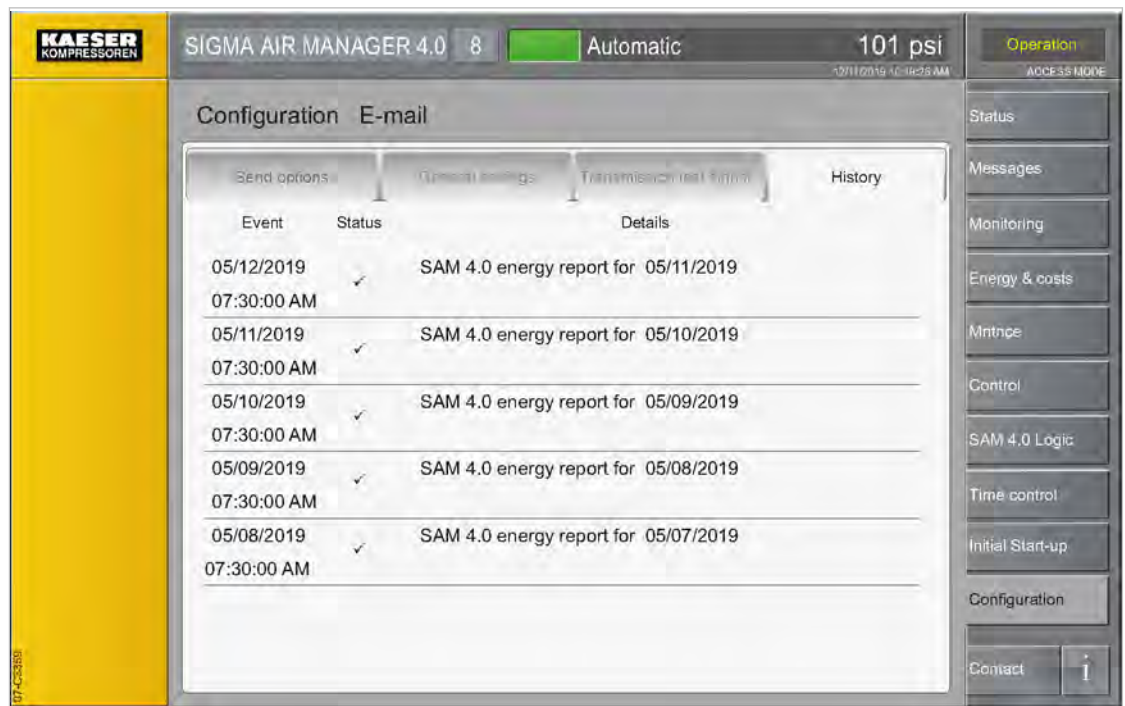 KAESER
KOMPRESSOREN
SIGMA AIR MANAGER 4.0 8 Automatic 101 psi
Operation
ACCESS MODE
Configuration E-mail
Send options
General settings
History
Event Status Details
05/12/2019
07:30:00 AM
✓ SAM 4.0 energy report for 05/11/2019
05/11/2019
07:30:00 AM
✓ SAM 4.0 energy report for 05/10/2019
05/10/2019
07:30:00 AM
✓ SAM 4.0 energy report for 05/09/2019
05/09/2019
07:30:00 AM
✓ SAM 4.0 energy report for 05/08/2019
05/08/2019
07:30:00 AM
✓ SAM 4.0 energy report for 05/07/2019
Status
Messages
Monitoring
Energy & costs
Mntnce
Control
SAM 4.0 Logic
Time control
Initial Start-up
Configuration
Contact i
07-C3359